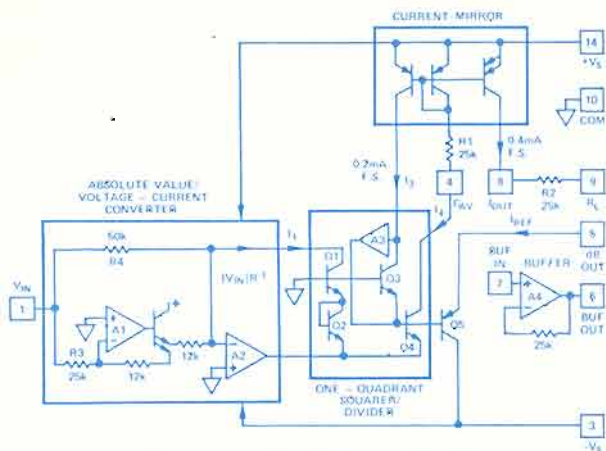 CURRENT MIRROR
14
+VS
10
COM
R1
25k
0.2mA
F.S.
0.4mA
F.S.
I3
4
CAV
8
IOUT
R2
25k
9
RL
ABSOLUTE VALUE/
VOLTAGE – CURRENT
CONVERTER
50k
R4
I1
I4
IREF
5
dB
OUT
A3
Q1
Q3
|VIN|R-1
VIN
1
BUF
IN
BUFFER
7
A4
6
BUF
OUT
25k
+
A1
Q2
Q4
Q5
R3
25k
12k
12k
A2
ONE – QUADRANT
SQUARER/
DIVIDER
3
-VS